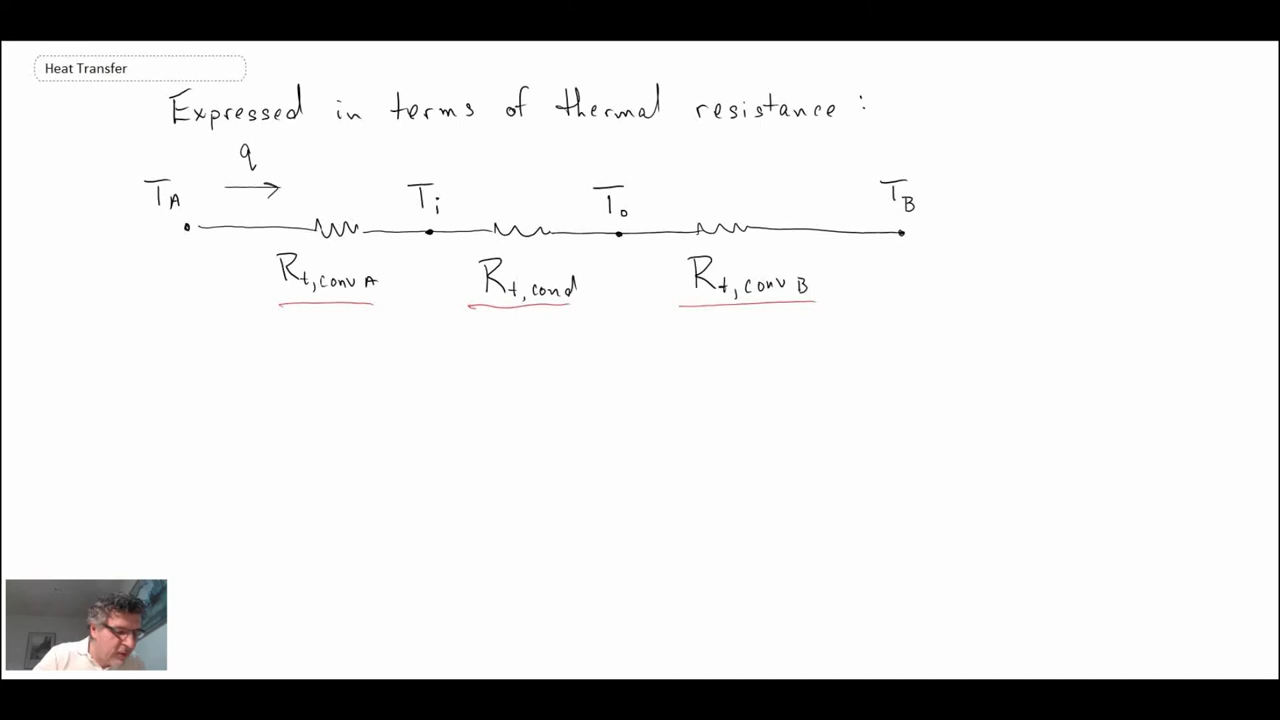 Heat Transfer
Expressed in terms of thermal resistance :
q
T_A T_i T_o T_B
R_t,conv A R_t,cond R_t,conv B